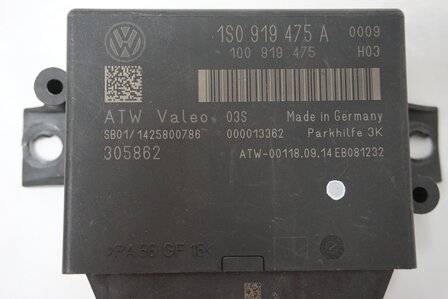 1S0 919 475 A 0009
1Q0 919 475 H03
ATW Valeo 03S Made in Germany
SB01/1425800786 000013362 Parkhilfe 3K
305862 ATW-00118.09.14EB081232
>PA 66 GF 15<